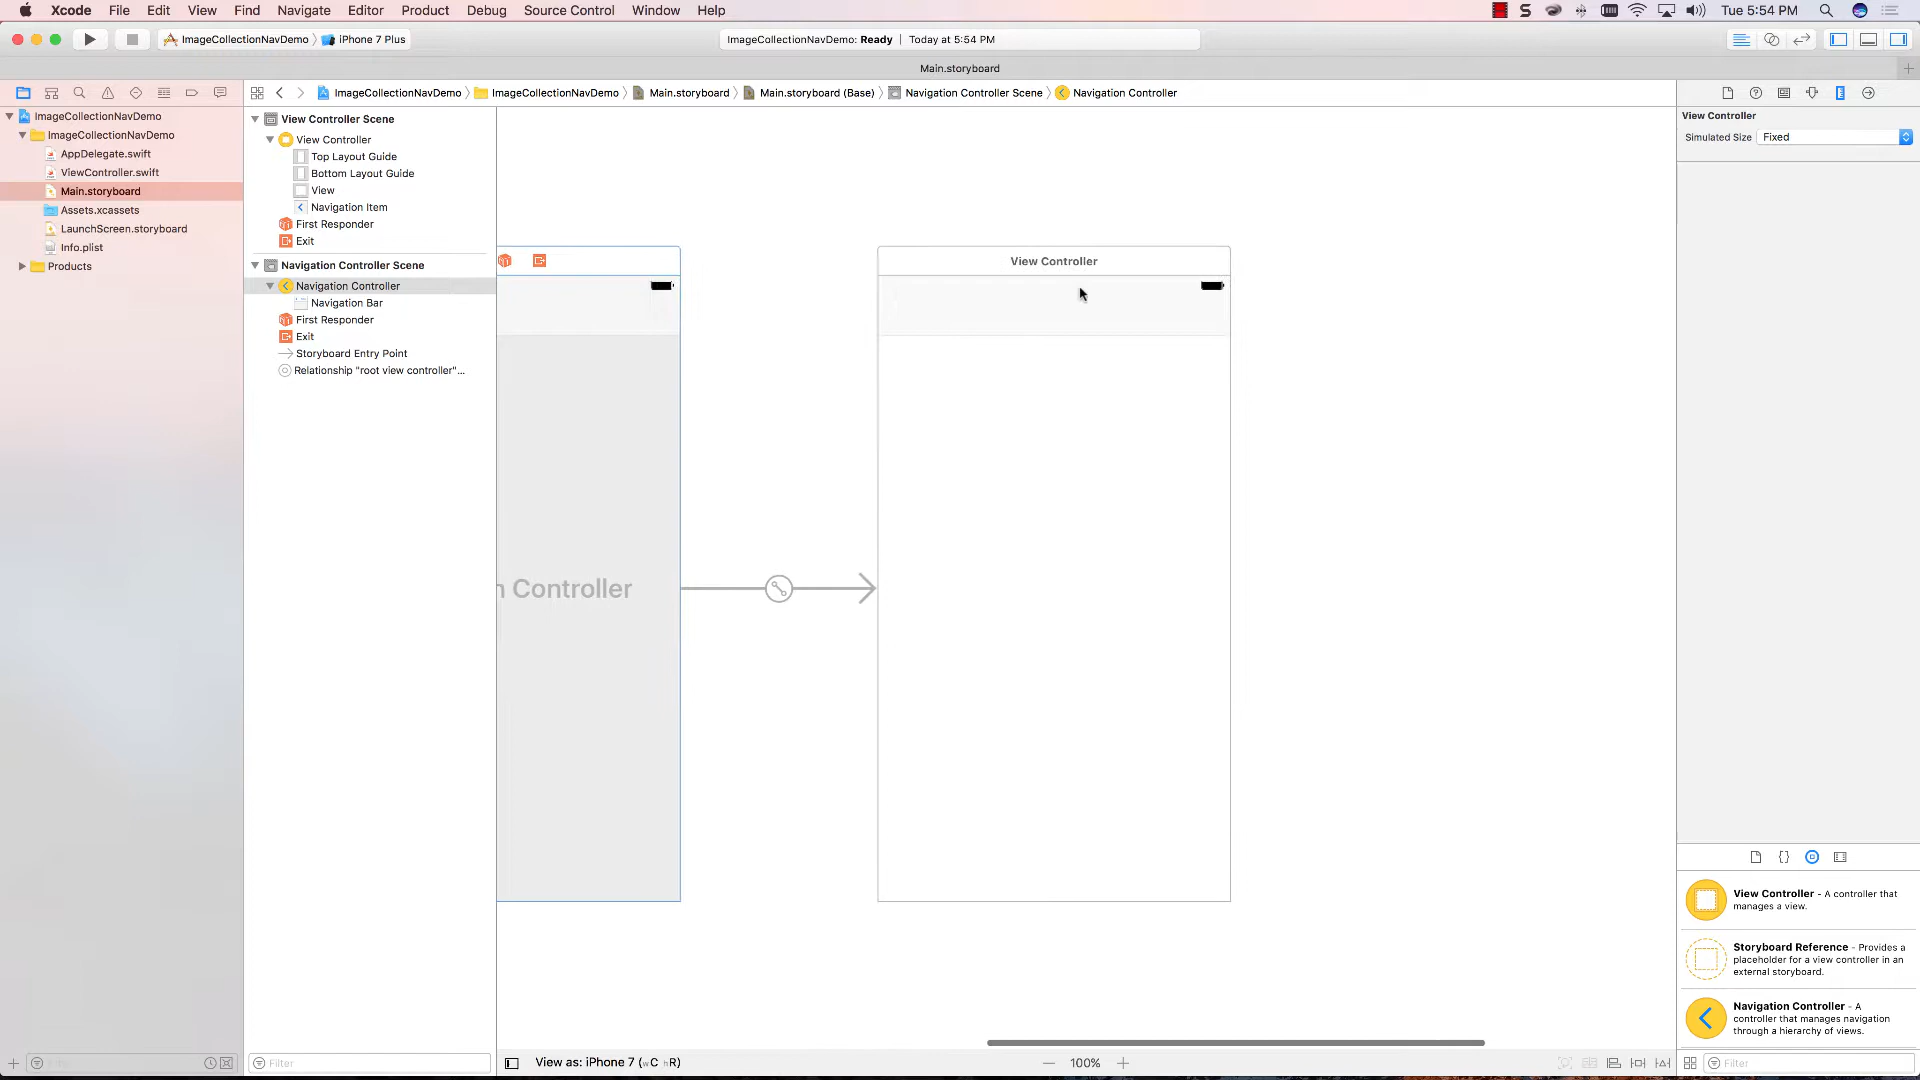 Xcode File Edit View Find Navigate Editor Product Debug Source Control Window Help Tue 5:54 PM
ImageCollectionNavDemo iPhone 7 Plus ImageCollectionNavDemo: Ready | Today at 5:54 PM
Main.storyboard
ImageCollectionNavDemo ImageCollectionNavDemo Main.storyboard Main.storyboard (Base) Navigation Controller Scene Navigation Controller
ImageCollectionNavDemo
ImageCollectionNavDemo
AppDelegate.swift
ViewController.swift
Main.storyboard
Assets.xcassets
LaunchScreen.storyboard
Info.plist
Products
View Controller Scene
View Controller
Top Layout Guide
Bottom Layout Guide
View
Navigation Item
First Responder
Exit
Navigation Controller Scene
Navigation Controller
Navigation Bar
First Responder
Exit
Storyboard Entry Point
Relationship "root view controller"...
Filter
n Controller
View Controller
View as: iPhone 7 (wC hR)
100%
View Controller
Simulated Size Fixed
View Controller - A controller that
manages a view.
Storyboard Reference - Provides a
placeholder for a view controller in an
external storyboard.
Navigation Controller - A
controller that manages navigation
through a hierarchy of views.
Filter